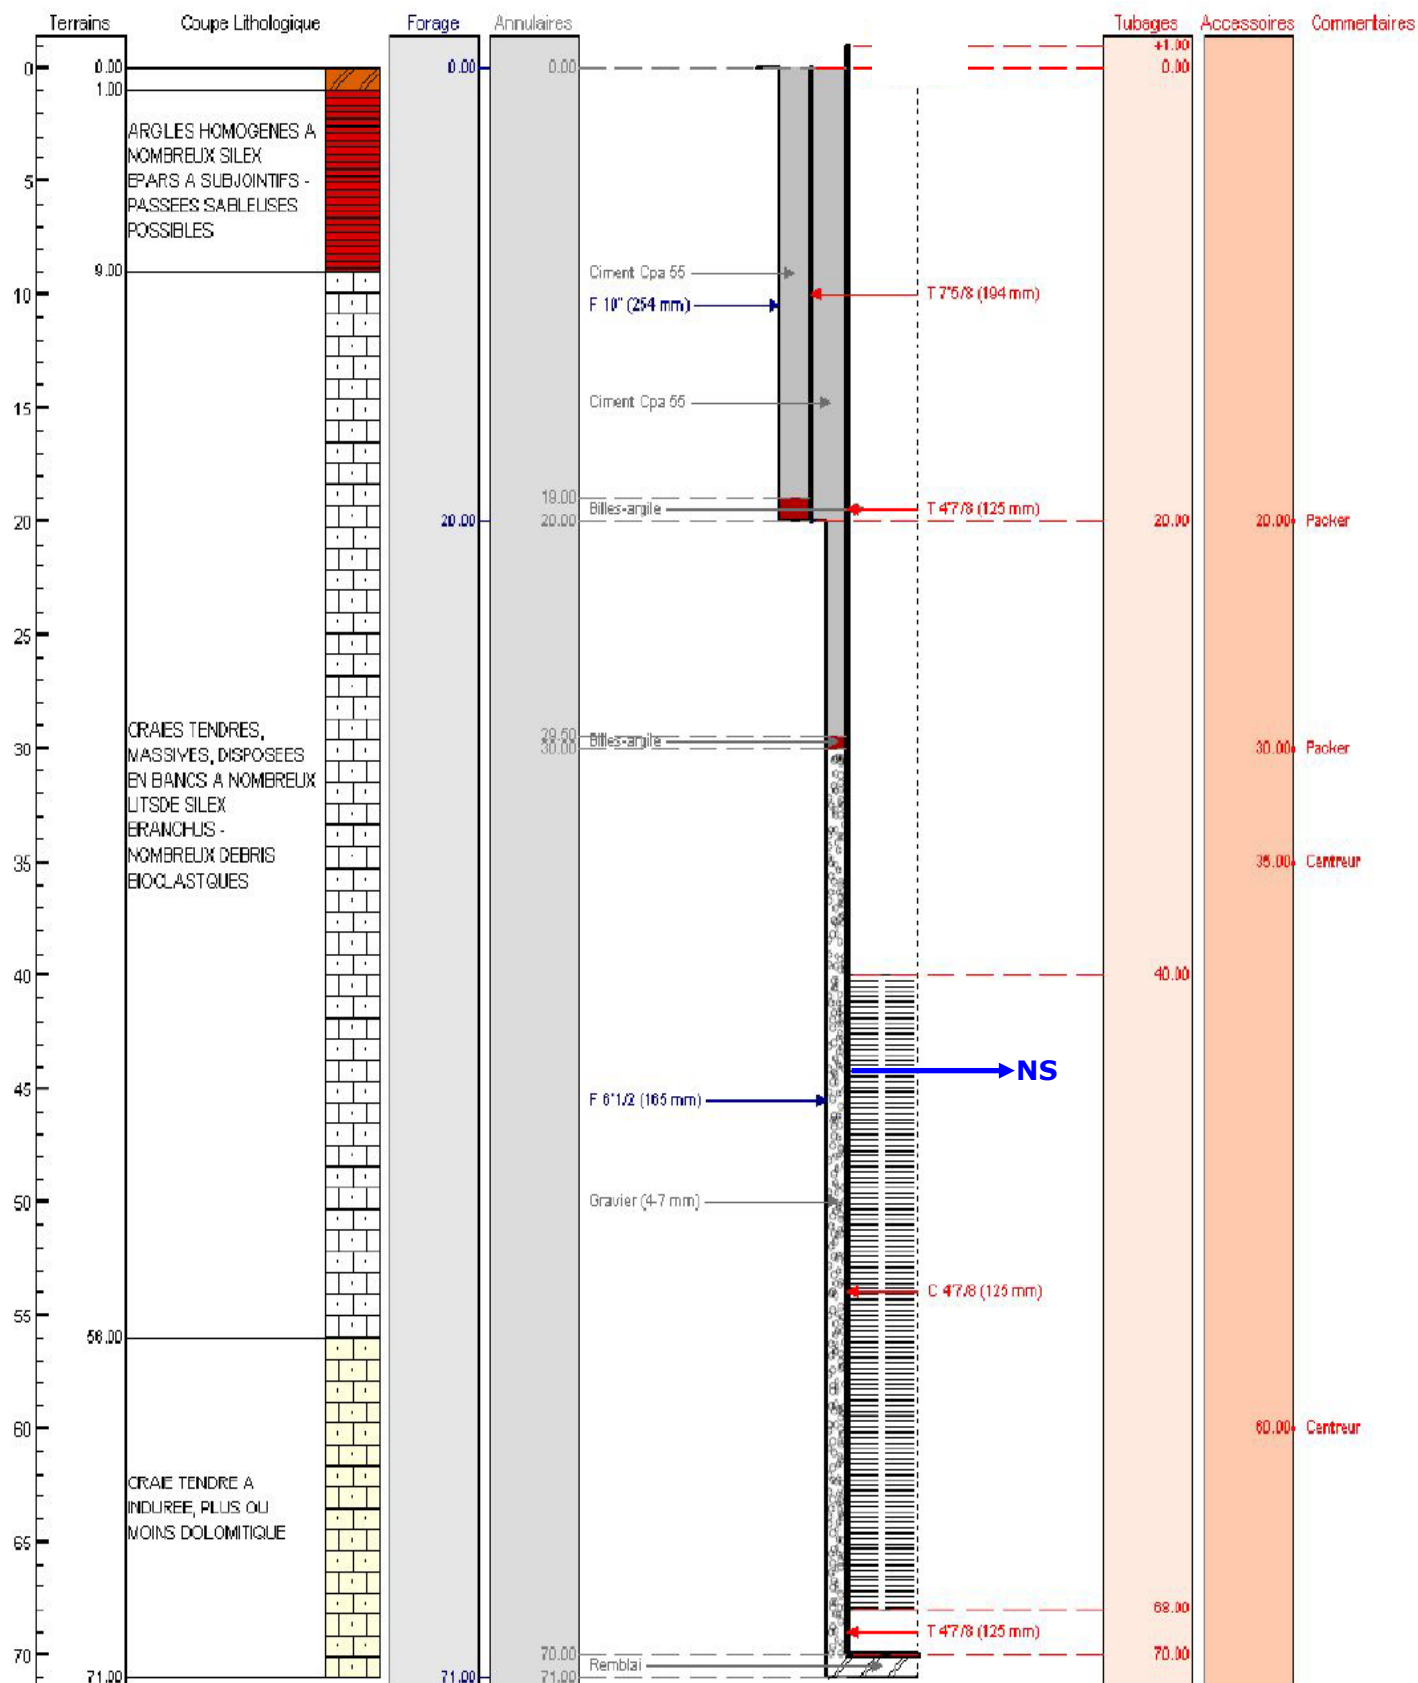 Terrains Coupe Lithologique Forage Annulaires Tubages Accessoires Commentaires
+1.00
0 0.00 0.00 0.00 0.00
1.00
ARGILES HOMOGENES A
NOMBREUX SILEX
EPARS A SUBJOINTIFS -
PASSEES SABLEUSES
POSSIBLES
5
9.00
Ciment Cpa 55
10
T 7"5/8 (194 mm)
F 10" (254 mm)
15
Ciment Cpa 55
19.00
Billes-argile
T 4"7/8 (125 mm)
20 20.00 20.00 20.00 20.00 Packer
25
CRAIES TENDRES,
MASSIVES, DISPOSEES
EN BANCS A NOMBREUX
LITSDE SILEX
BRANCHUS -
NOMBREUX DEBRIS
BIOCLASTQUES
29.50
Billes-argile
30 30.00 30.00 Packer
35 35.00 Centreur
40 40.00
NS
45
F 6"1/2 (165 mm)
50
Gravier (4-7 mm)
C 4"7/8 (125 mm)
55
56.00
60 60.00 Centreur
CRAIE TENDRE A
INDUREE, PLUS OU
MOINS DOLOMITIQUE
65
68.00
T 4"7/8 (125 mm)
70 70.00 70.00
Remblai
71.00 71.00 71.00